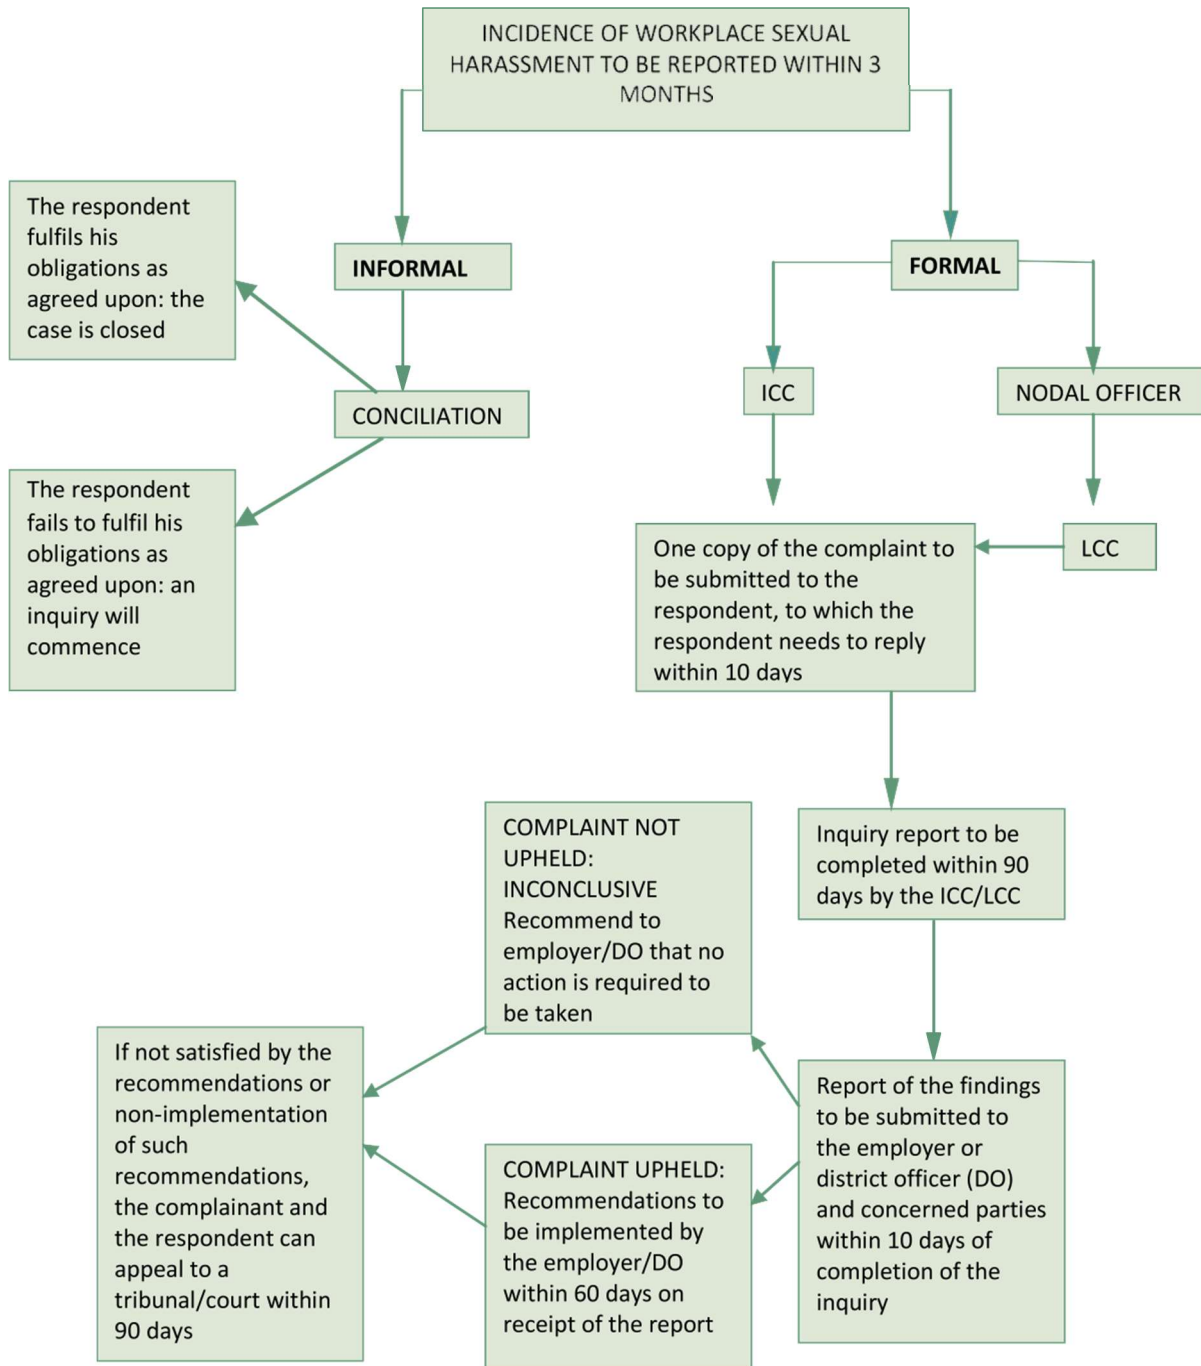 INCIDENCE OF WORKPLACE SEXUAL
HARASSMENT TO BE REPORTED WITHIN 3
MONTHS
The respondent
fulfils his
obligations as
agreed upon: the
case is closed
INFORMAL
FORMAL
CONCILIATION
ICC
NODAL OFFICER
The respondent
fails to fulfil his
obligations as
agreed upon: an
inquiry will
commence
One copy of the complaint to
be submitted to the
respondent, to which the
respondent needs to reply
within 10 days
LCC
Inquiry report to be
completed within 90
days by the ICC/LCC
COMPLAINT NOT
UPHELD:
INCONCLUSIVE
Recommend to
employer/DO that no
action is required to
be taken
Report of the findings
to be submitted to
the employer or
district officer (DO)
and concerned parties
within 10 days of
completion of the
inquiry
COMPLAINT UPHELD:
Recommendations to
be implemented by
the employer/DO
within 60 days on
receipt of the report
If not satisfied by the
recommendations or
non-implementation
of such
recommendations,
the complainant and
the respondent can
appeal to a
tribunal/court within
90 days